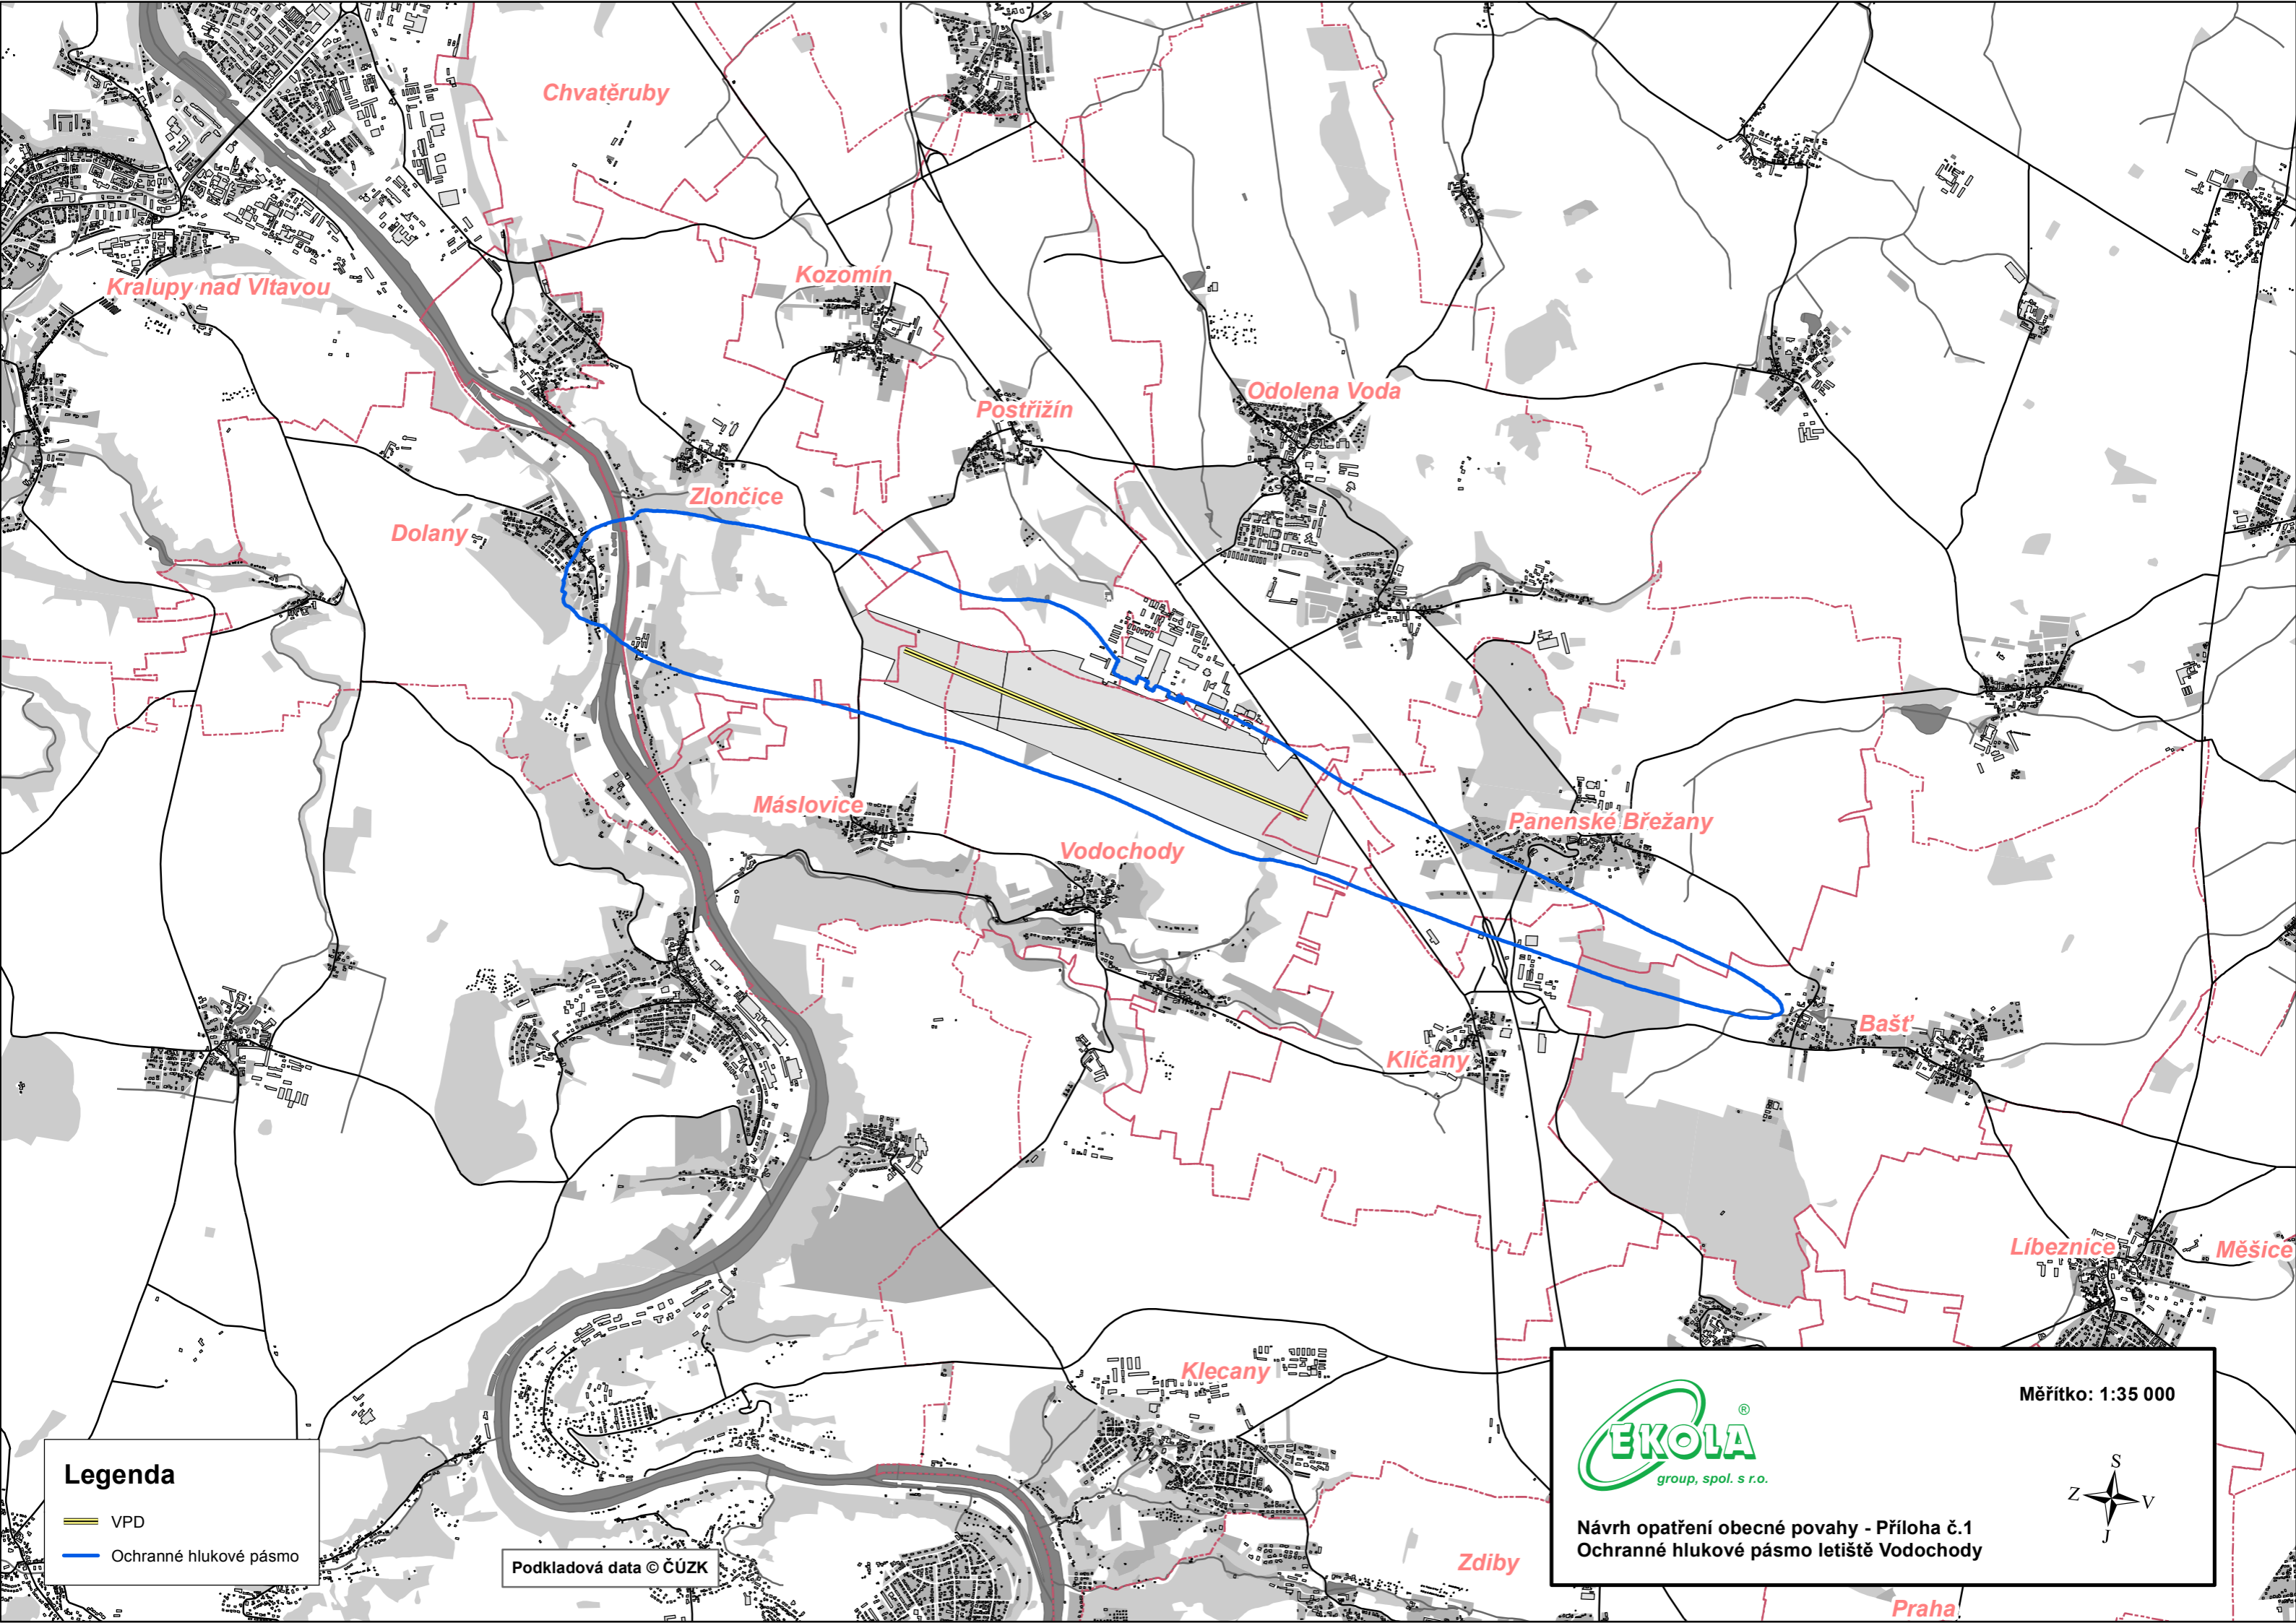 Chvatěruby
Kralupy nad Vltavou
Kozomín
Odolena Voda
Postřižín
Zlončice
Dolany
Máslovice
Panenské Břežany
Vodochody
Bašť
Klíčany
Líbeznice
Měšice
Klecany
Zdiby
Praha
Legenda
VPD
Ochranné hlukové pásmo
Podkladová data © ČÚZK
Měřítko: 1:35 000
EKOLA ®
group, spol. s r.o.
S
Z V
J
Návrh opatření obecné povahy - Příloha č.1
Ochranné hlukové pásmo letiště Vodochody